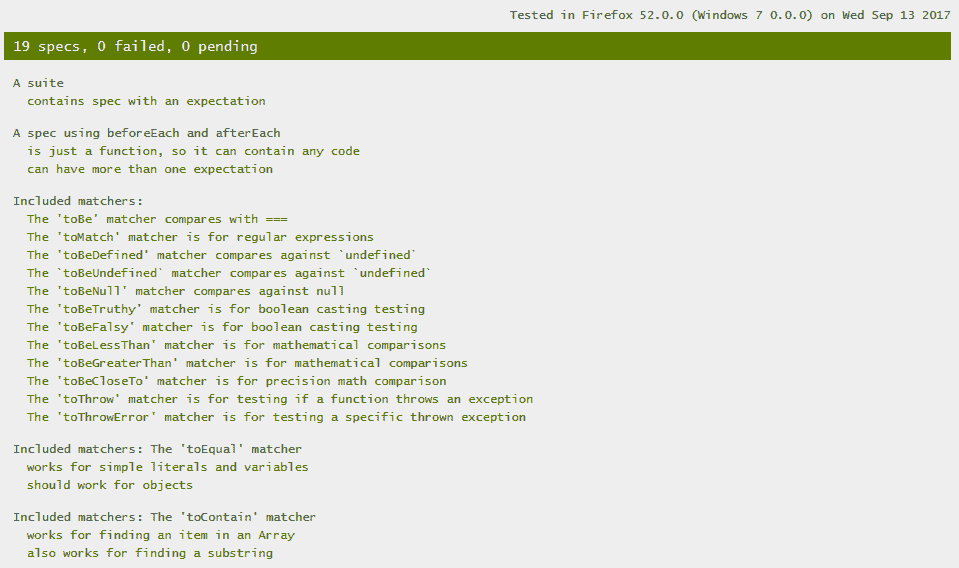 Tested in Firefox 52.0.0 (Windows 7 0.0.0) on Wed Sep 13 2017
19 specs, 0 failed, 0 pending
A suite
contains spec with an expectation
A spec using beforeEach and afterEach
is just a function, so it can contain any code
can have more than one expectation
Included matchers:
The 'toBe' matcher compares with ===
The 'toMatch' matcher is for regular expressions
The 'toBeDefined' matcher compares against `undefined`
The `toBeUndefined` matcher compares against `undefined`
The 'toBeNull' matcher compares against null
The 'toBeTruthy' matcher is for boolean casting testing
The 'toBeFalsy' matcher is for boolean casting testing
The 'toBeLessThan' matcher is for mathematical comparisons
The 'toBeGreaterThan' matcher is for mathematical comparisons
The 'toBeCloseTo' matcher is for precision math comparison
The 'toThrow' matcher is for testing if a function throws an exception
The 'toThrowError' matcher is for testing a specific thrown exception
Included matchers: The 'toEqual' matcher
works for simple literals and variables
should work for objects
Included matchers: The 'toContain' matcher
works for finding an item in an Array
also works for finding a substring